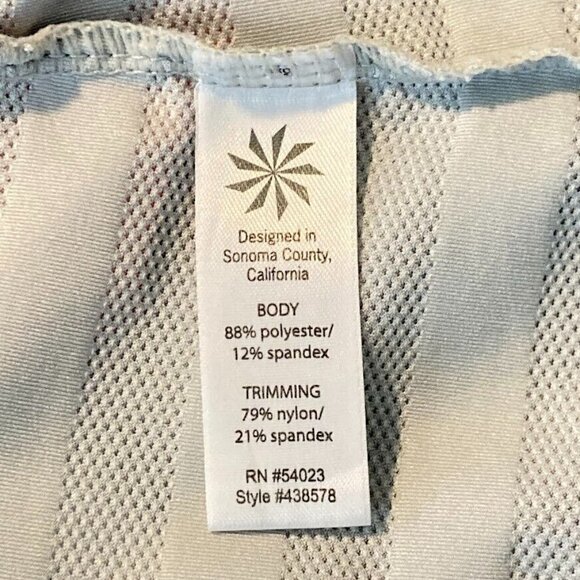 Designed in
Sonoma County,
California
BODY
88% polyester/
12% spandex
TRIMMING
79% nylon/
21% spandex
RN #54023
Style #438578